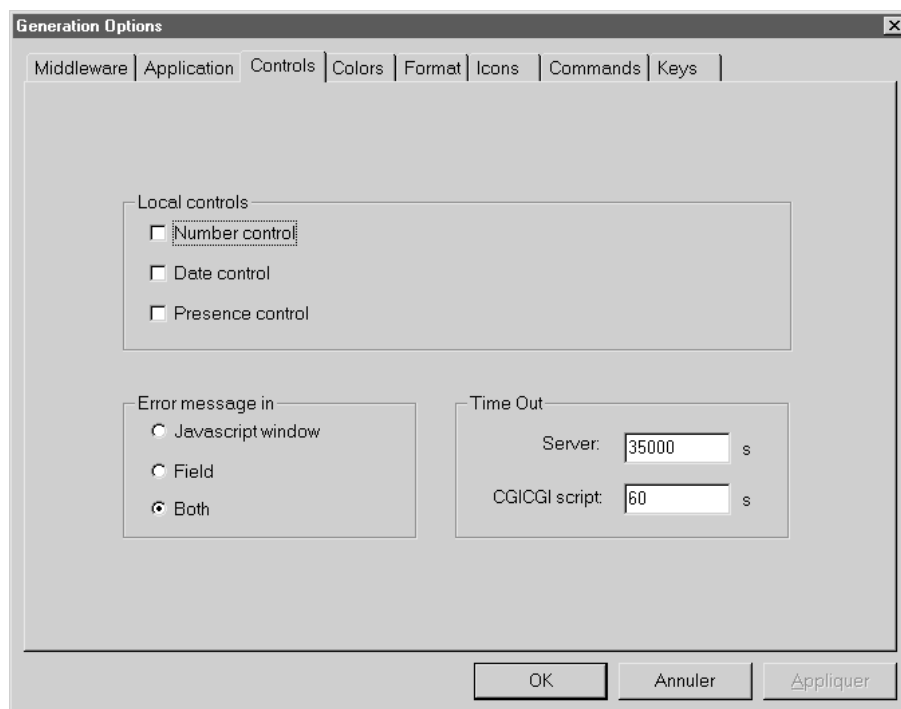 Generation Options
Middleware Application Controls Colors Format Icons Commands Keys
Local controls
Number control
Date control
Presence control
Error message in
Javascript window
Field
Both
Time Out
Server: 35000 s
CGICGI script: 60 s
OK Annuler Appliquer